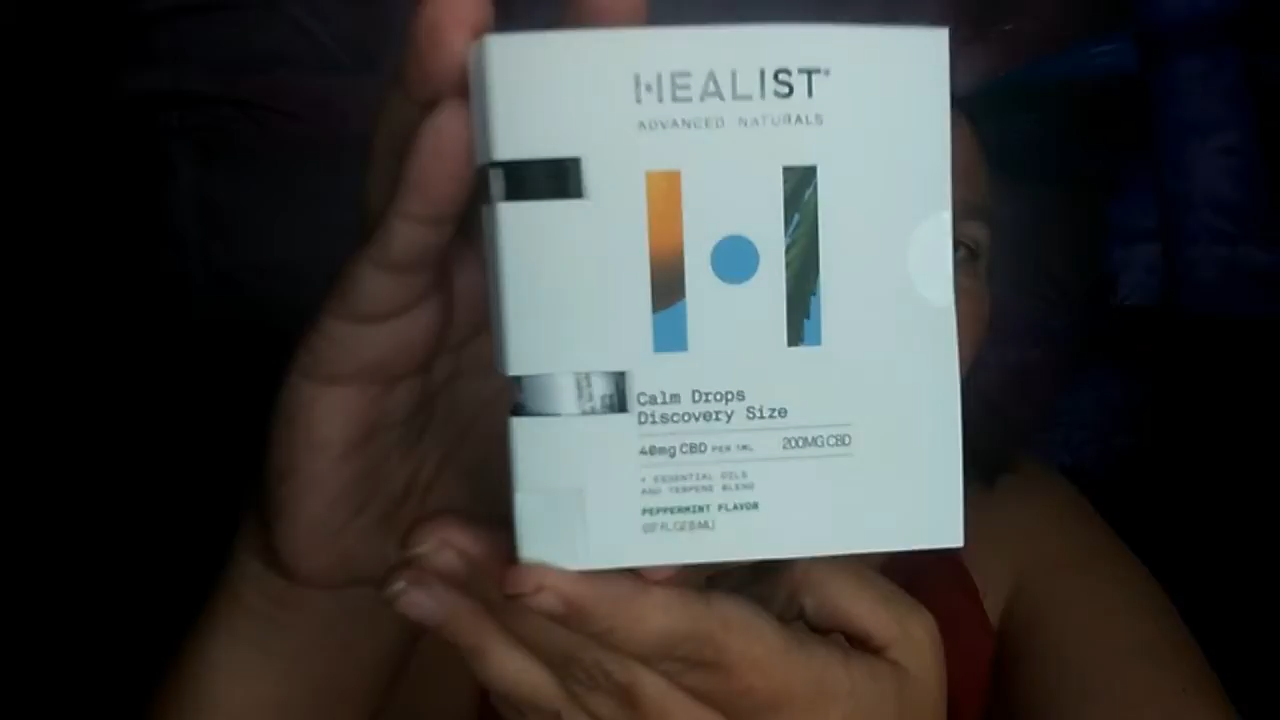 HEALIST®
ADVANCED NATURALS
Calm Drops
Discovery Size
40mg CBD PER 1ML 200MG CBD
+ ESSENTIAL OILS
AND TERPENE BLEND
PEPPERMINT FLAVOR